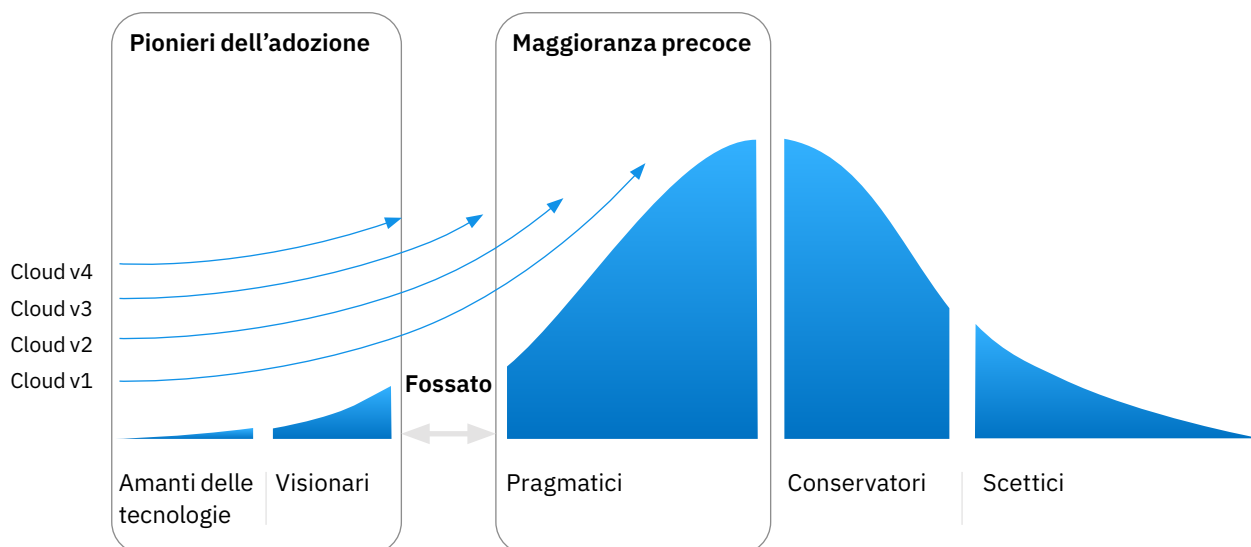 Pionieri dell’adozione
Maggioranza precoce
Cloud v4
Cloud v3
Cloud v2
Cloud v1
Fossato
Amanti delle
tecnologie
Visionari
Pragmatici
Conservatori
Scettici